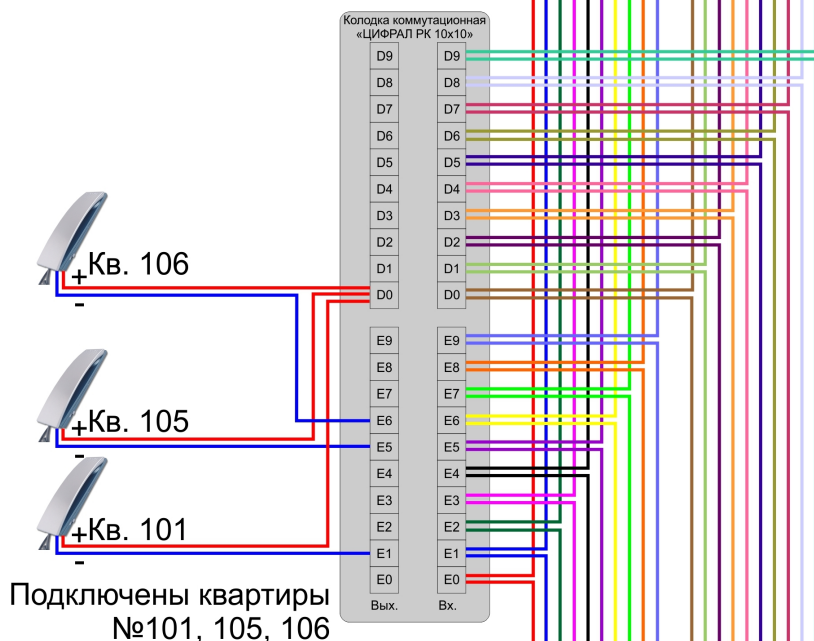 Колодка коммутационная
«ЦИФРАЛ РК 10х10»
D9 D9
D8 D8
D7 D7
D6 D6
D5 D5
D4 D4
D3 D3
D2 D2
D1 D1
D0 D0
E9 E9
E8 E8
E7 E7
E6 E6
E5 E5
E4 E4
E3 E3
E2 E2
E1 E1
E0 E0
Вых. Вх.
+Кв. 106
-
+Кв. 105
-
+Кв. 101
-
Подключены квартиры
№101, 105, 106